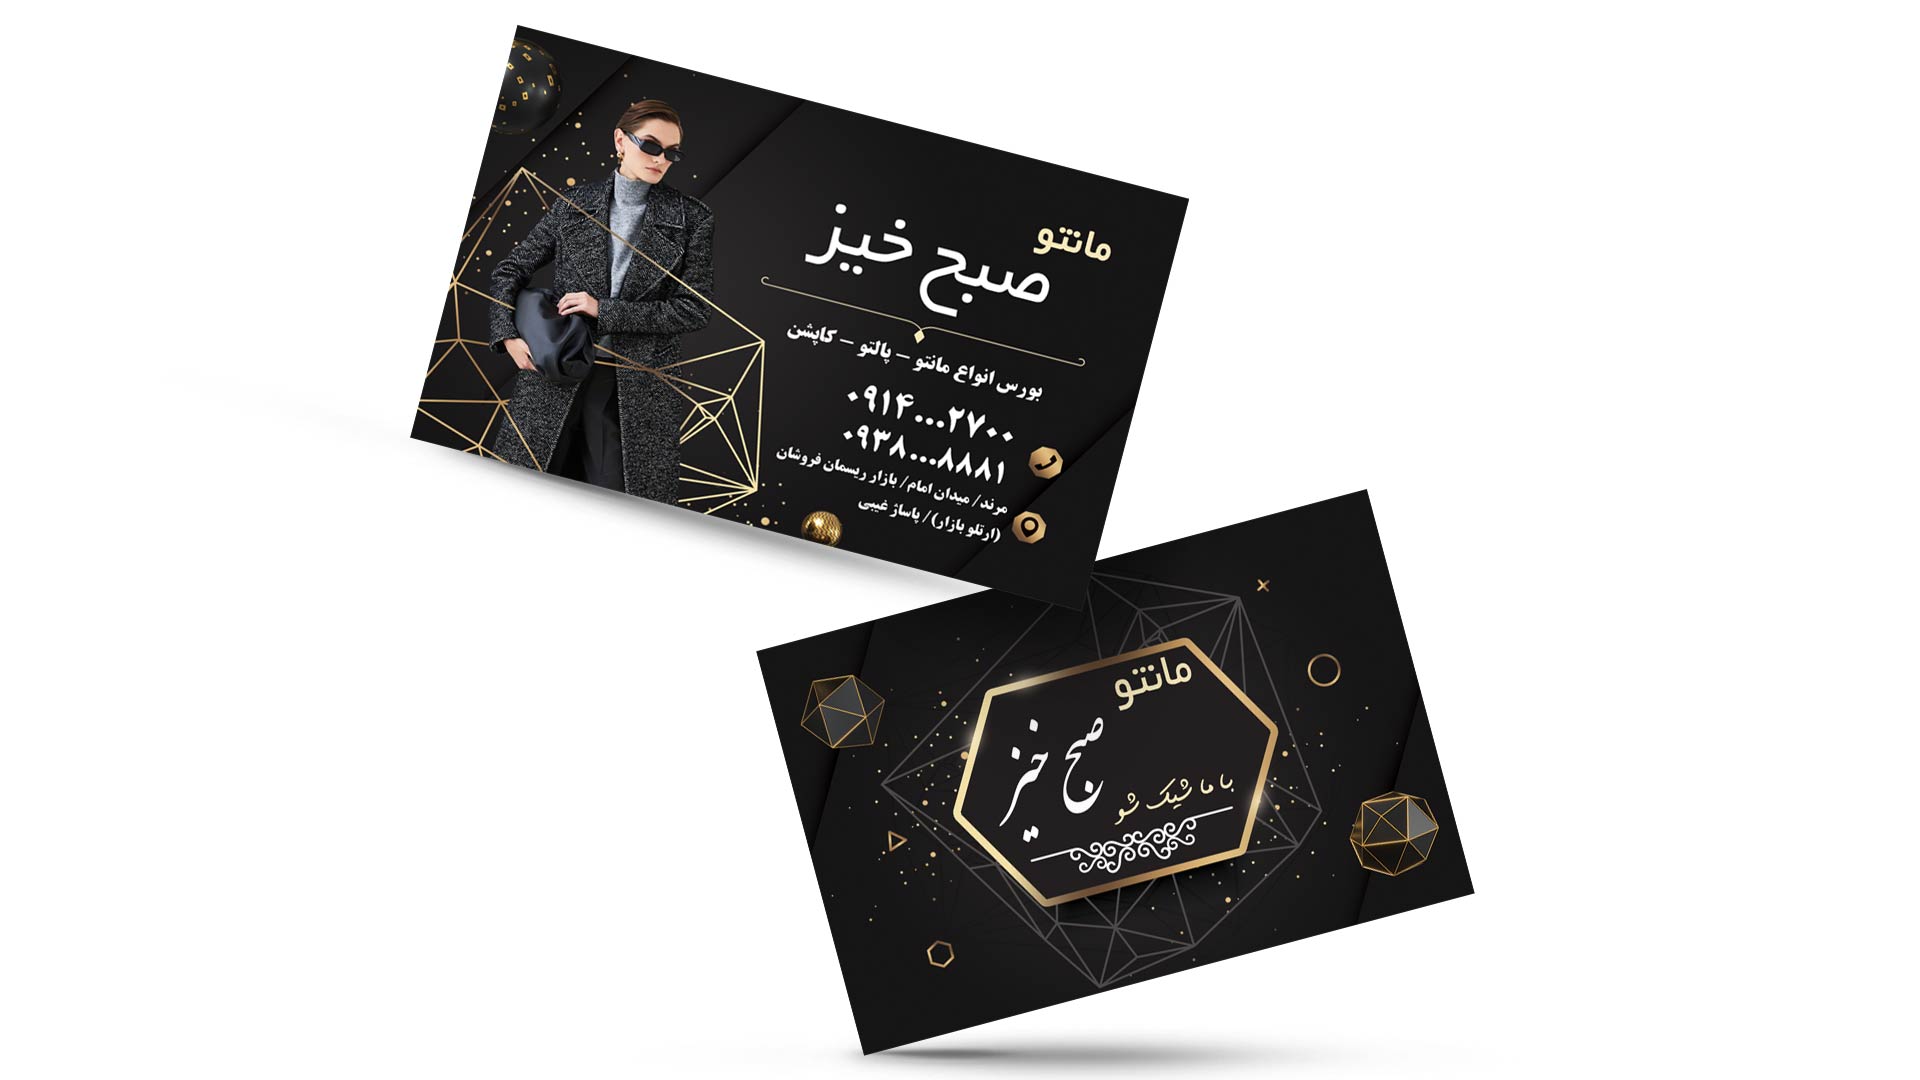 مانتو
صبح خیز
بورس انواع مانتو – پالتو – کاپشن
۰۹۱۴...۲۷۰۰
۰۹۳۸...۸۸۸۱
مرند/ میدان امام/ بازار ریسمان فروشان
(ارتلو بازار)/ پاساژ غیبی
مانتو
صبح خیز
با ما شیک شو